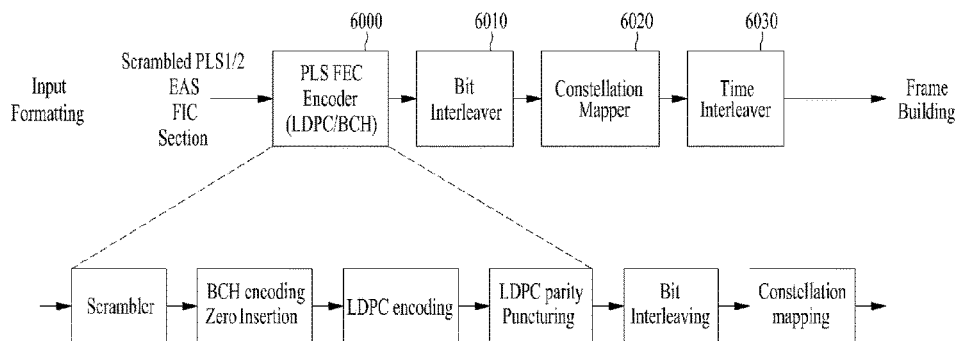 6000
6010
6020
6030
Input
Formatting
Scrambled PLS1/2
EAS
FIC
Section
PLS FEC
Encoder
(LDPC/BCH)
Bit
Interleaver
Constellation
Mapper
Time
Interleaver
Frame
Building
Scrambler
BCH encoding
Zero Insertion
LDPC encoding
LDPC parity
Puncturing
Bit
Interleaving
Constellation
mapping